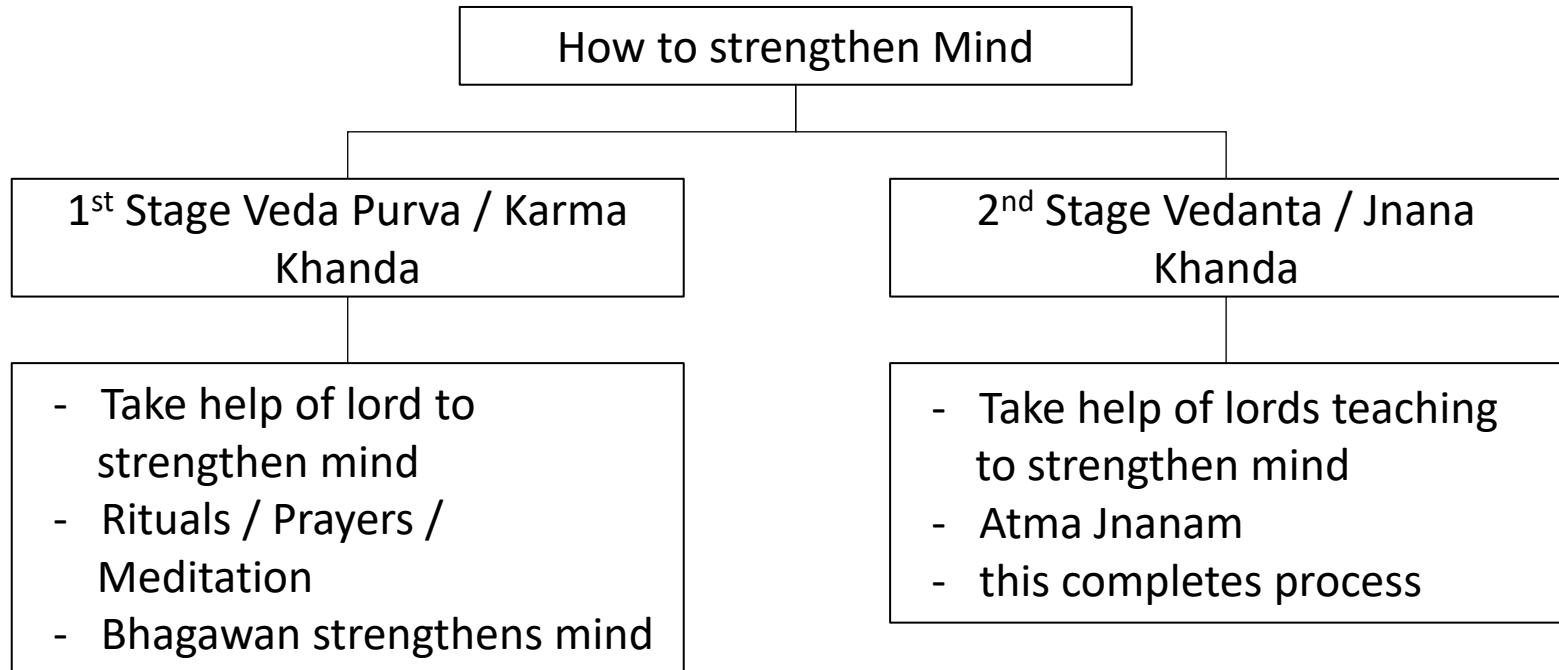 How to strengthen Mind
1st Stage Veda Purva / Karma
Khanda
2nd Stage Vedanta / Jnana
Khanda
- Take help of lord to
strengthen mind
- Rituals / Prayers /
Meditation
- Bhagawan strengthens mind
- Take help of lords teaching
to strengthen mind
- Atma Jnanam
- this completes process